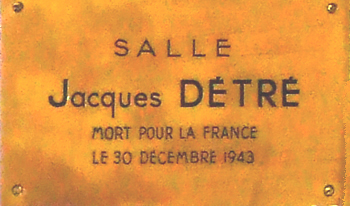 SALLE
Jacques DÉTRÉ
MORT POUR LA FRANCE
LE 30 DÉCEMBRE 1943